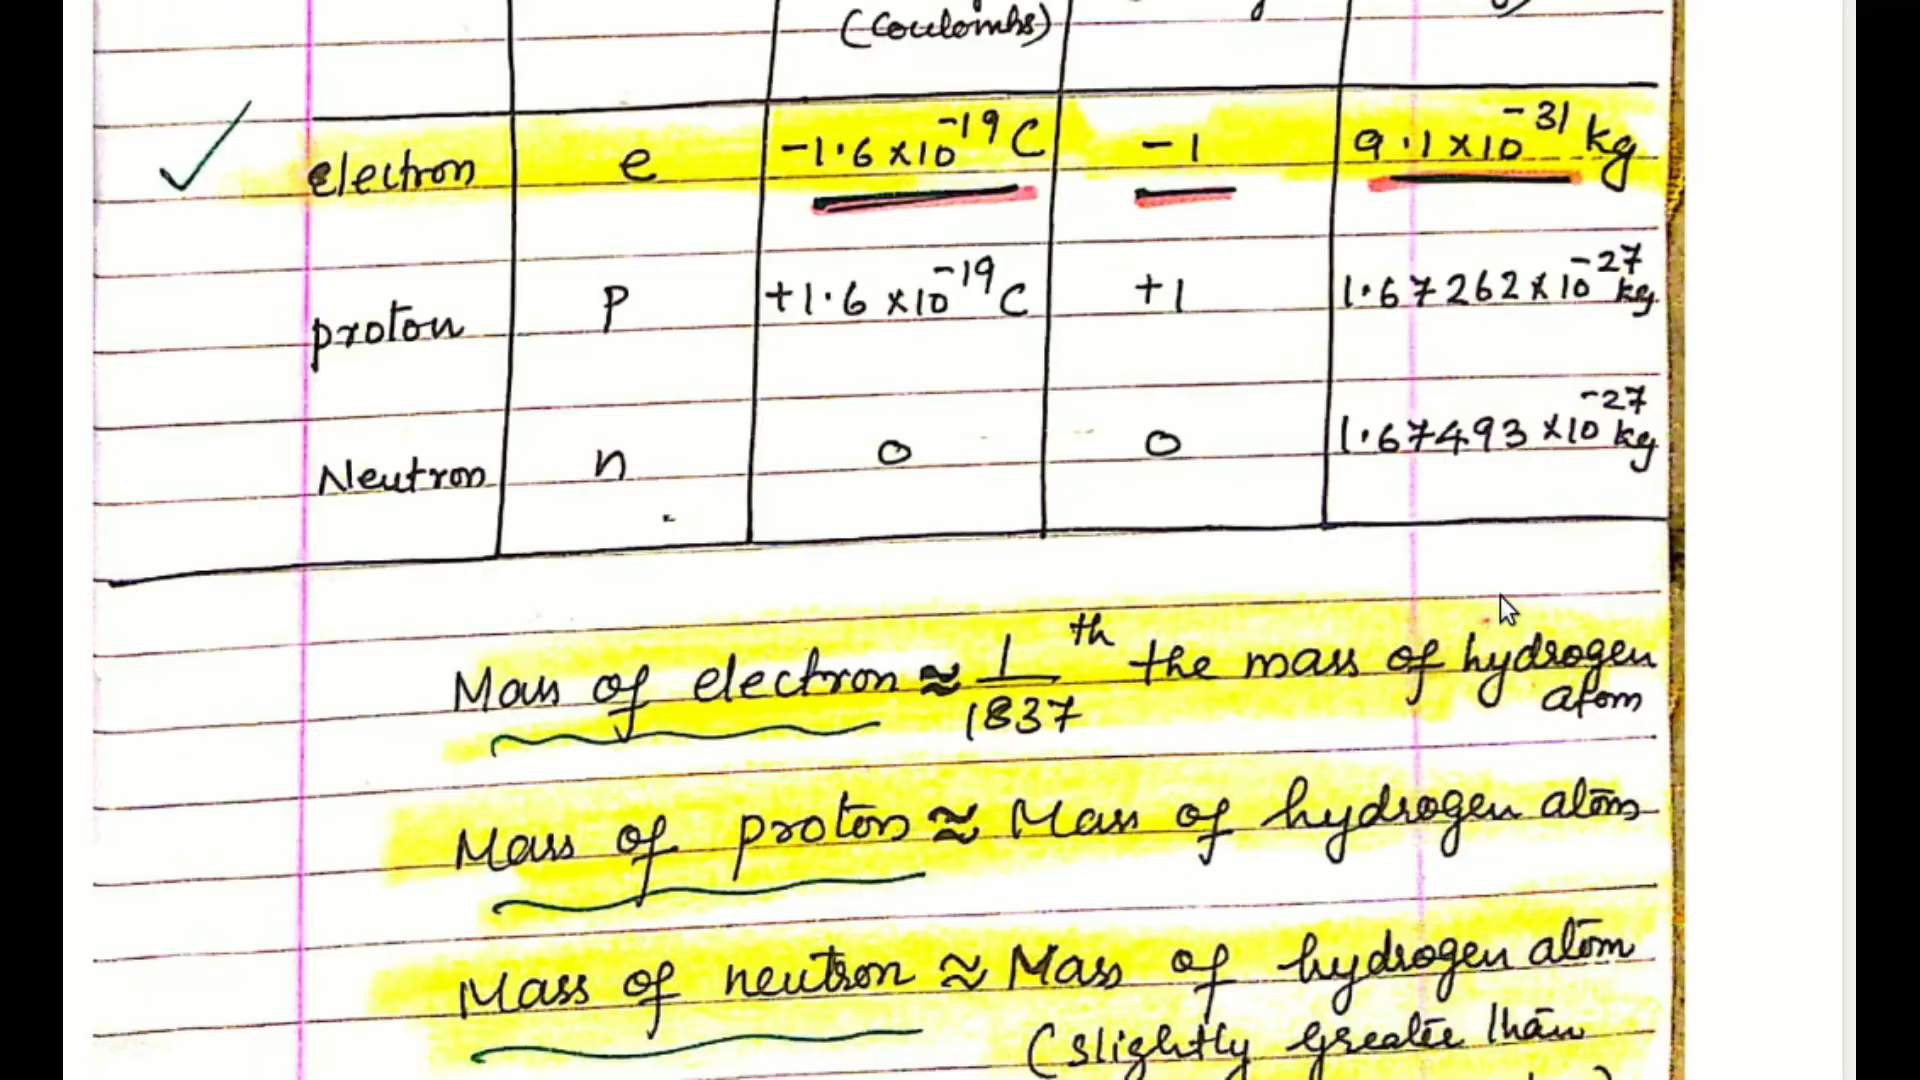 (Coulombs)
electron e -1.6×10⁻¹⁹ C -1 9.1×10⁻³¹ kg
proton p +1.6×10⁻¹⁹ C +1 1.67262×10⁻²⁷ kg
Neutron n 0 0 1.67493×10⁻²⁷ kg
Mass of electron ≈ 1/1837 th the mass of hydrogen
atom
Mass of proton ≈ Mass of hydrogen atom
Mass of neutron ≈ Mass of hydrogen atom
(slightly greater than